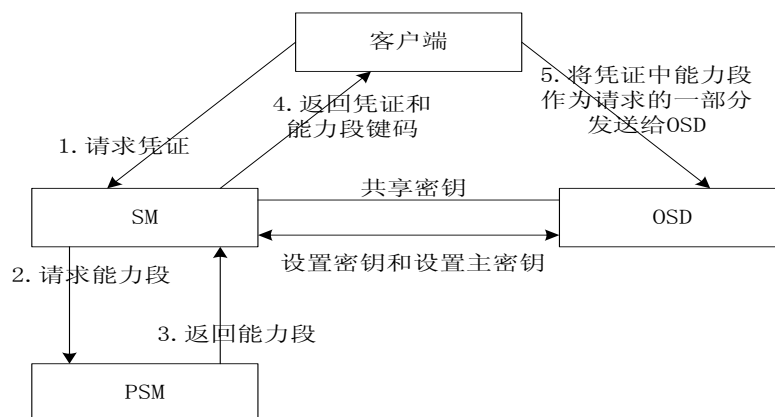 客户端
5.将凭证中能力段
作为请求的一部分
发送给OSD
4.返回凭证和
能力段键码
1.请求凭证
共享密钥
SM
OSD
设置密钥和设置主密钥
2.请求能力段
3.返回能力段
PSM